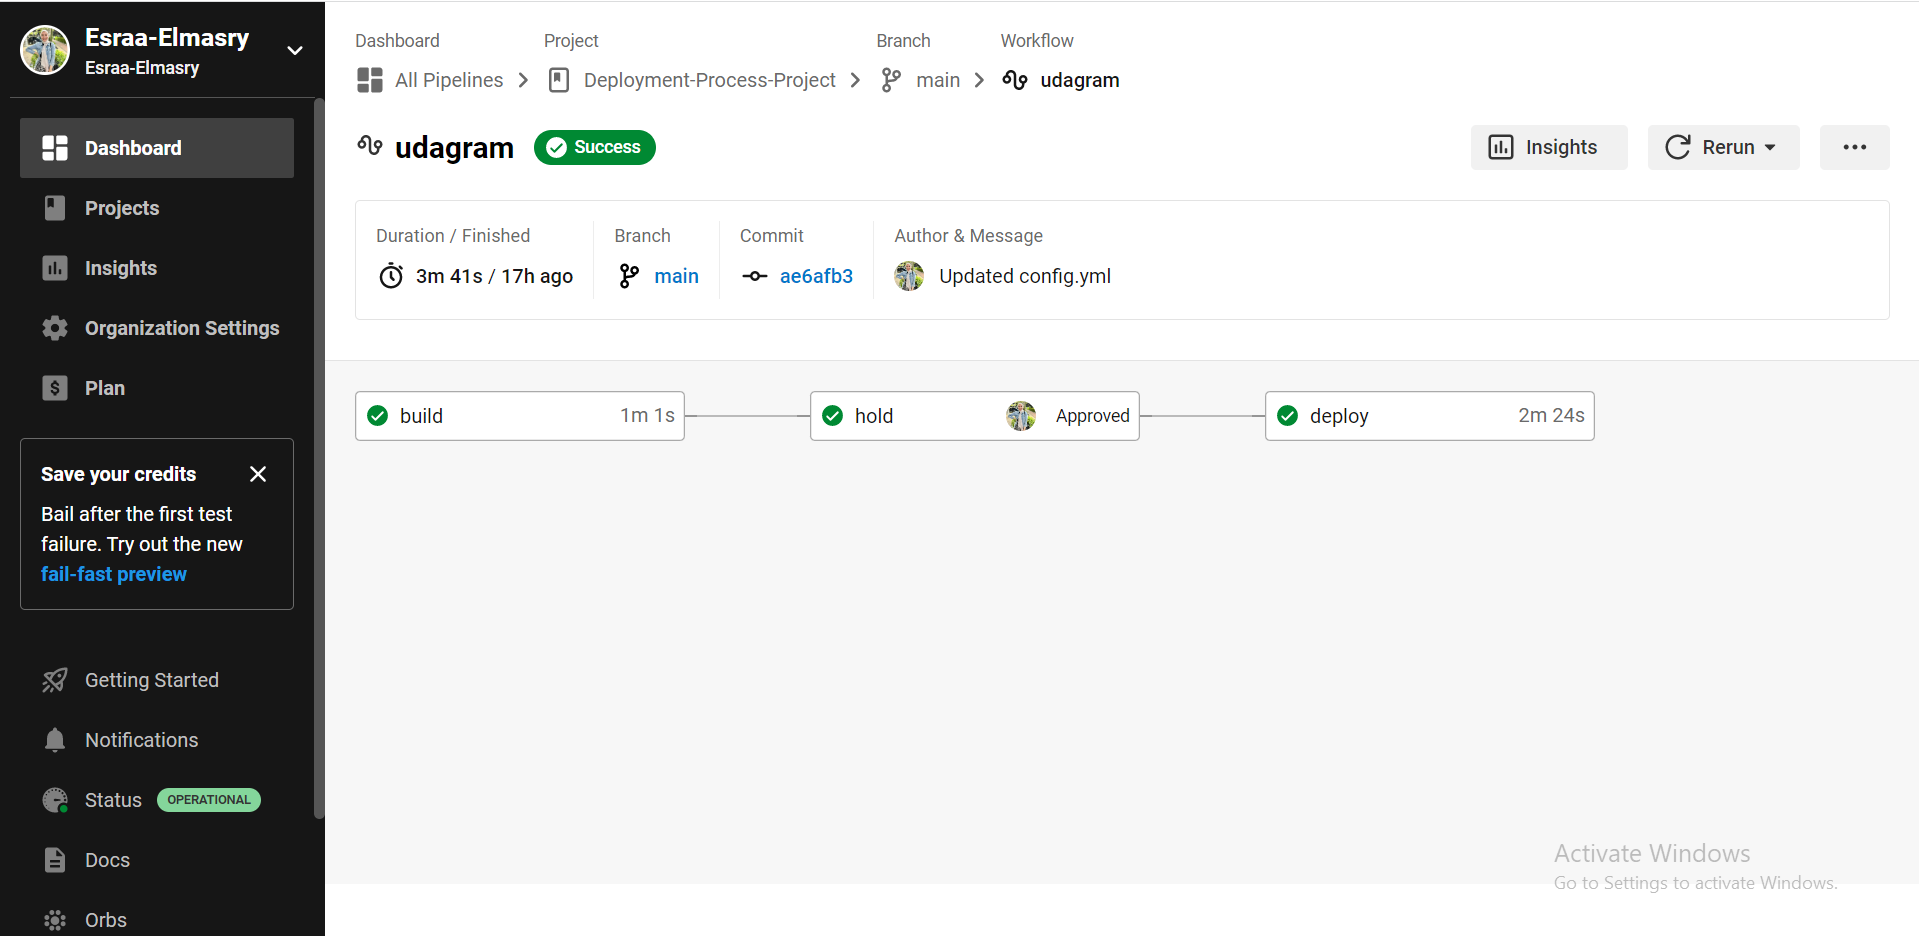 Esraa-Elmasry
Esraa-Elmasry
Dashboard
Projects
Insights
Organization Settings
Plan
Save your credits
Bail after the first test
failure. Try out the new
fail-fast preview
Getting Started
Notifications
Status OPERATIONAL
Docs
Orbs
Dashboard Project Branch Workflow
All Pipelines Deployment-Process-Project main udagram
udagram Success Insights Rerun
Duration / Finished Branch Commit Author & Message
3m 41s / 17h ago main ae6afb3 Updated config.yml
build 1m 1s hold Approved deploy 2m 24s
Activate Windows
Go to Settings to activate Windows.